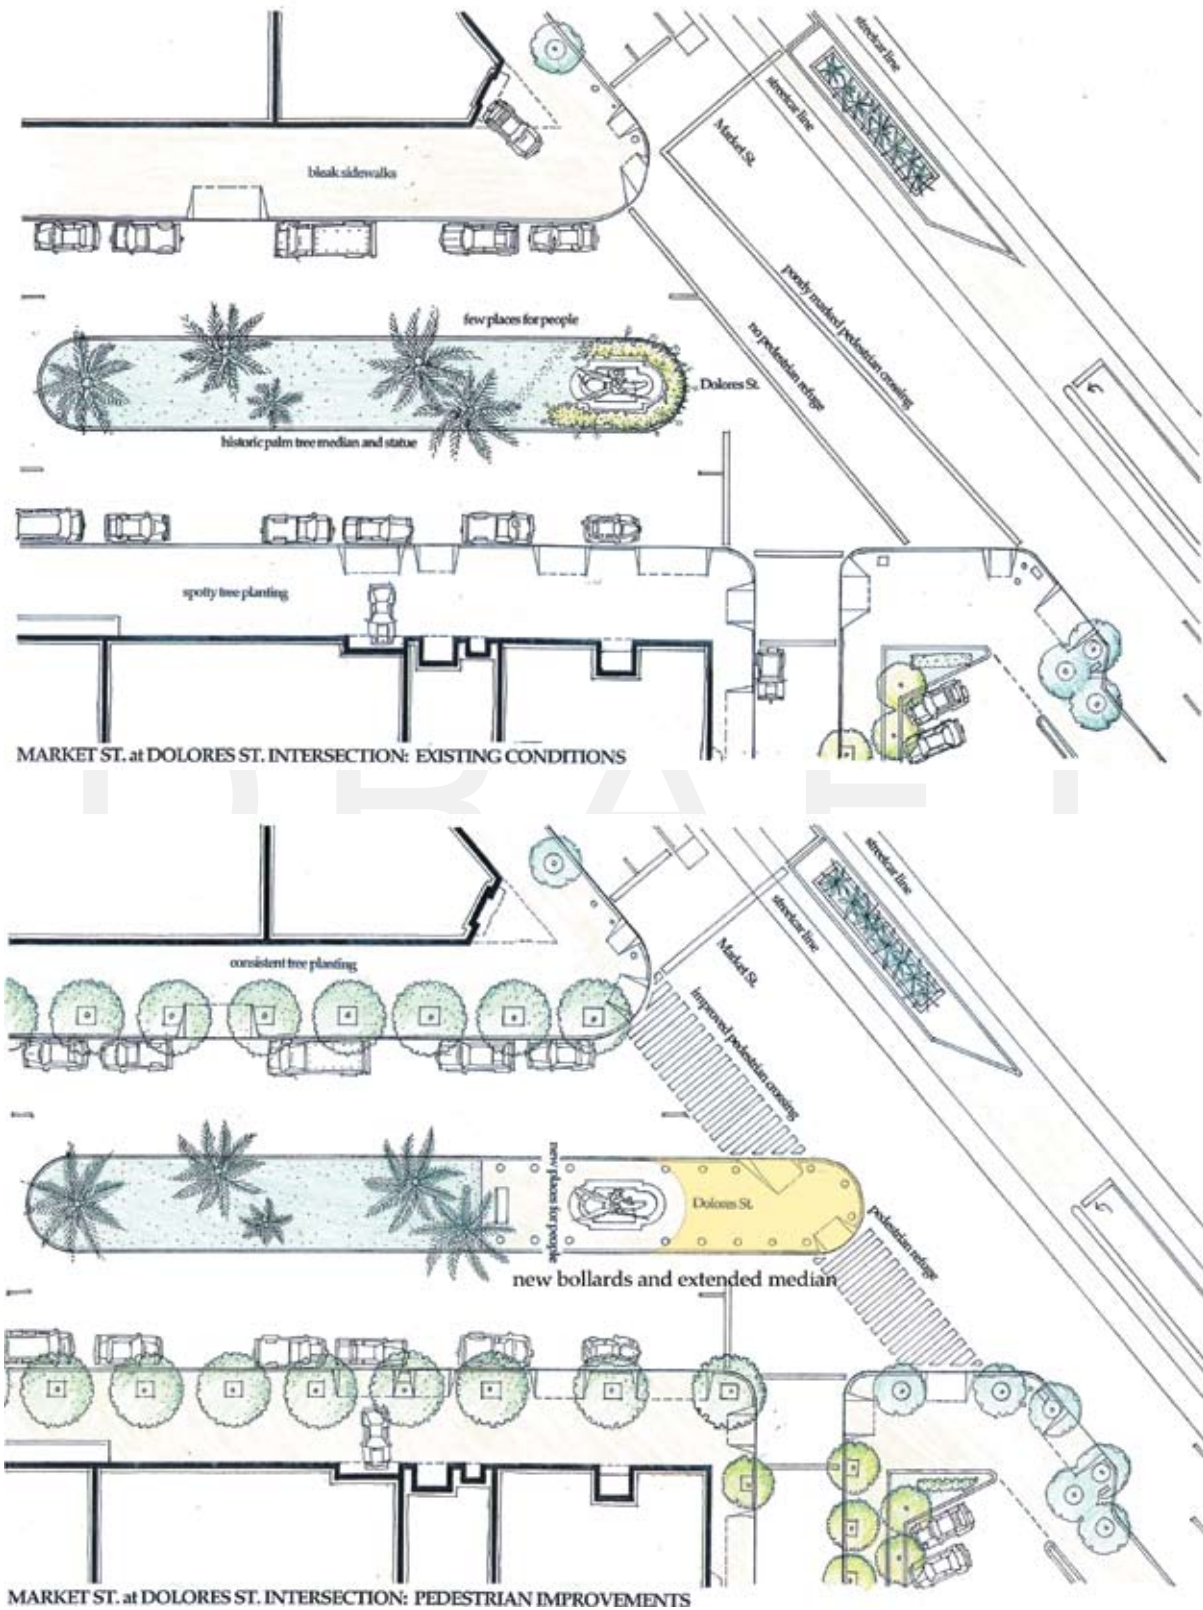 streetcar line
streetcar line
Market St.
bleak sidewalks
few places for people
poorly marked pedestrian crossing
no pedestrian refuge
Dolores St.
historic palm tree median and statue
spotty tree planting
MARKET ST. at DOLORES ST. INTERSECTION: EXISTING CONDITIONS
DRAFT
streetcar line
streetcar line
Market St.
consistent tree planting
improved pedestrian crossing
new places for people
Dolores St.
pedestrian refuge
new bollards and extended median
MARKET ST. at DOLORES ST. INTERSECTION: PEDESTRIAN IMPROVEMENTS